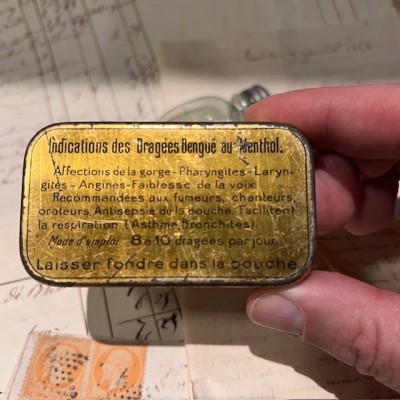 Indications des Dragées Bengué au Menthol.
Affections de la gorge - Pharyngites - Laryn-
gites - Angines - Faiblesse de la voix.
Recommandées aux fumeurs, chanteurs,
orateurs. Antisepsie de la bouche. Facilitent
la respiration (Asthme, Bronchites).
Mode d'emploi 8 à 10 dragées par jour.
Laisser fondre dans la bouche